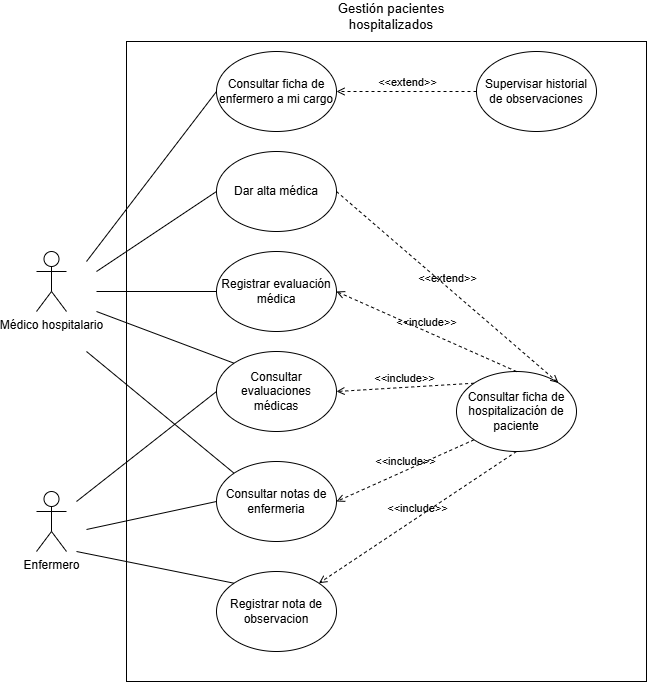 Gestión pacientes
hospitalizados
Consultar ficha de
enfermero a mi cargo
<<extend>>
Supervisar historial
de observaciones
Dar alta médica
<<extend>>
Registrar evaluación
médica
<<include>>
Médico hospitalario
Consultar
evaluaciones
médicas
<<include>>
Consultar ficha de
hospitalización de
paciente
<<include>>
Consultar notas de
enfermeria
<<include>>
Enfermero
Registrar nota de
observacion